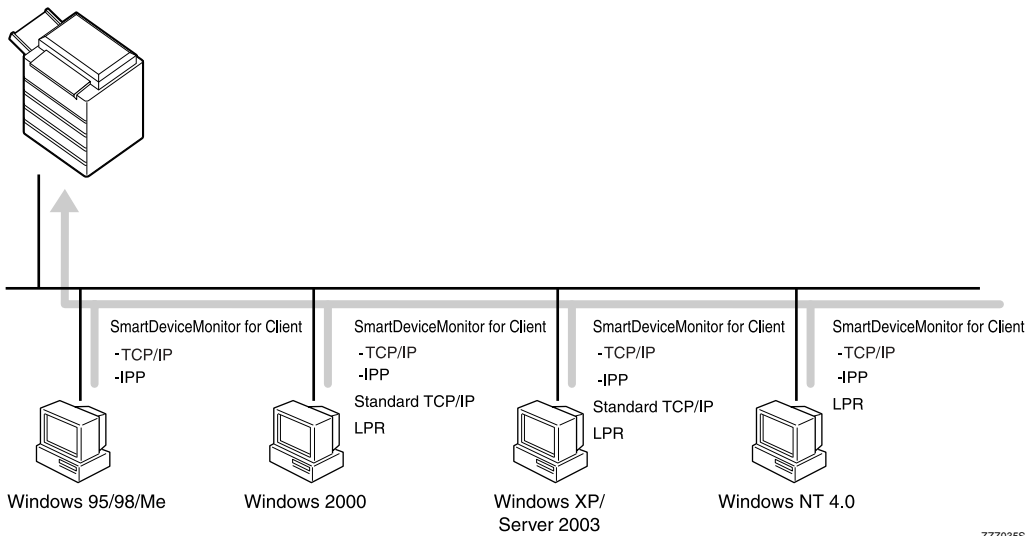 SmartDeviceMonitor for Client
-TCP/IP
-IPP
SmartDeviceMonitor for Client
-TCP/IP
-IPP
Standard TCP/IP
LPR
SmartDeviceMonitor for Client
-TCP/IP
-IPP
Standard TCP/IP
LPR
SmartDeviceMonitor for Client
-TCP/IP
-IPP
LPR
Windows 95/98/Me
Windows 2000
Windows XP/
Server 2003
Windows NT 4.0
ZZZ035S